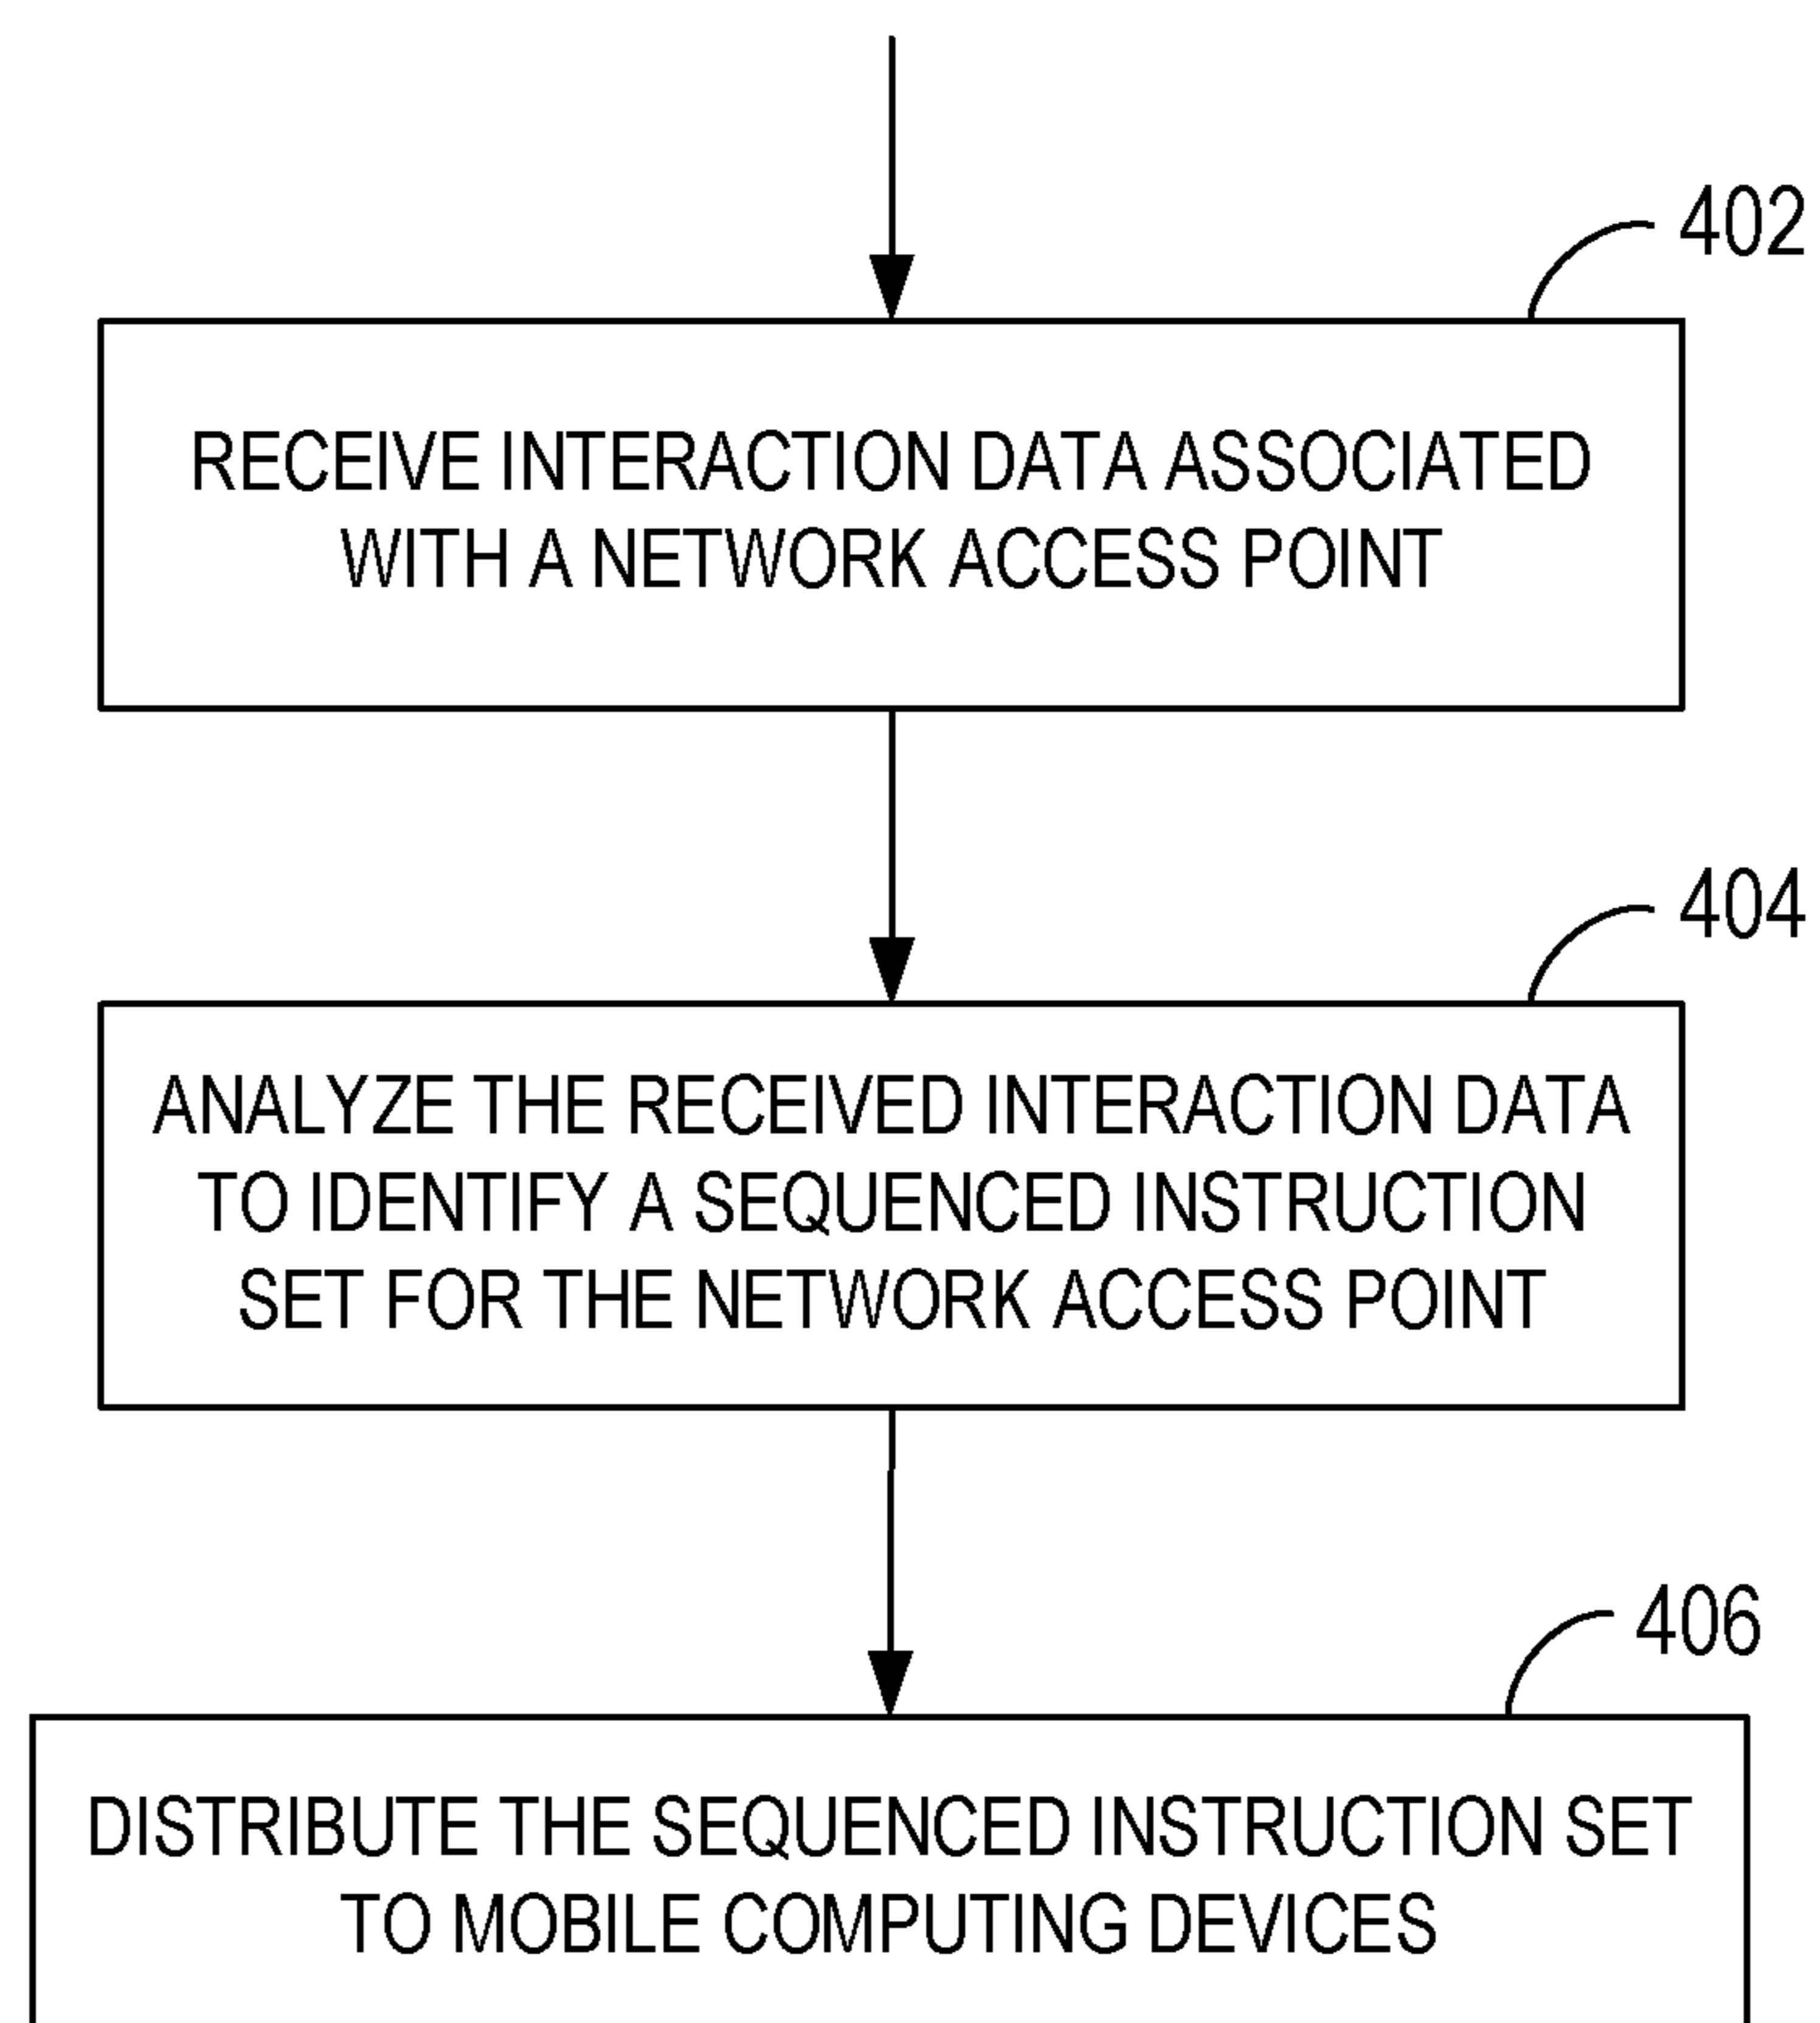 402
RECEIVE INTERACTION DATA ASSOCIATED
WITH A NETWORK ACCESS POINT
404
ANALYZE THE RECEIVED INTERACTION DATA
TO IDENTIFY A SEQUENCED INSTRUCTION
SET FOR THE NETWORK ACCESS POINT
406
DISTRIBUTE THE SEQUENCED INSTRUCTION SET
TO MOBILE COMPUTING DEVICES